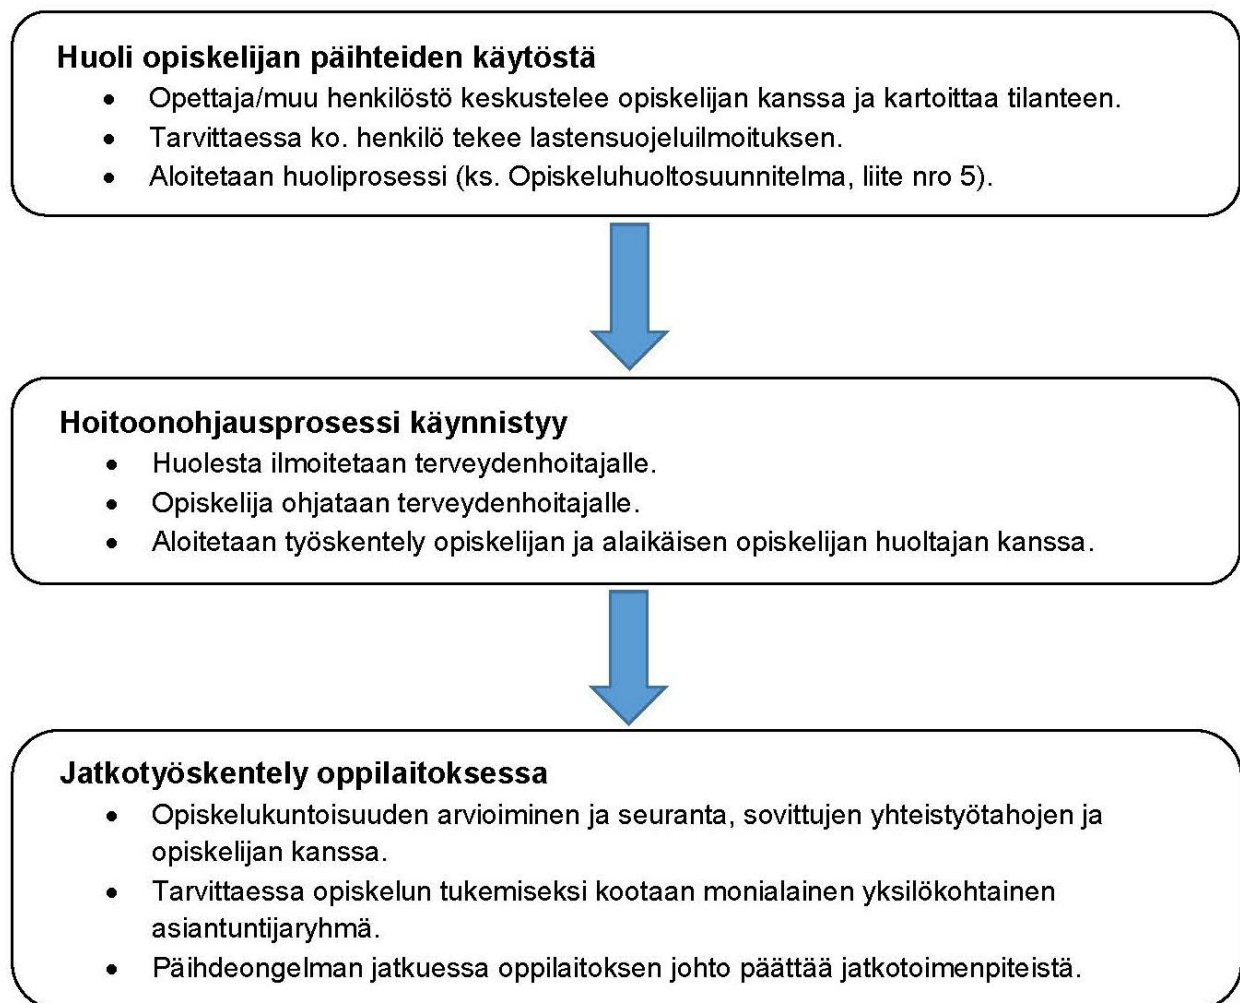 Huoli opiskelijan päihteiden käytöstä
• Opettaja/muu henkilöstö keskustelee opiskelijan kanssa ja kartoittaa tilanteen.
• Tarvittaessa ko. henkilö tekee lastensuojeluilmoituksen.
• Aloitetaan huoliprosessi (ks. Opiskeluhuoltosuunnitelma, liite nro 5).
Hoitoonohjausprosessi käynnistyy
• Huolesta ilmoitetaan terveydenhoitajalle.
• Opiskelija ohjataan terveydenhoitajalle.
• Aloitetaan työskentely opiskelijan ja alaikäisen opiskelijan huoltajan kanssa.
Jatkotyöskentely oppilaitoksessa
• Opiskelukuntoisuuden arvioiminen ja seuranta, sovittujen yhteistyötahojen ja
opiskelijan kanssa.
• Tarvittaessa opiskelun tukemiseksi kootaan monialainen yksilökohtainen
asiantuntijaryhmä.
• Päihdeongelman jatkuessa oppilaitoksen johto päättää jatkotoimenpiteistä.